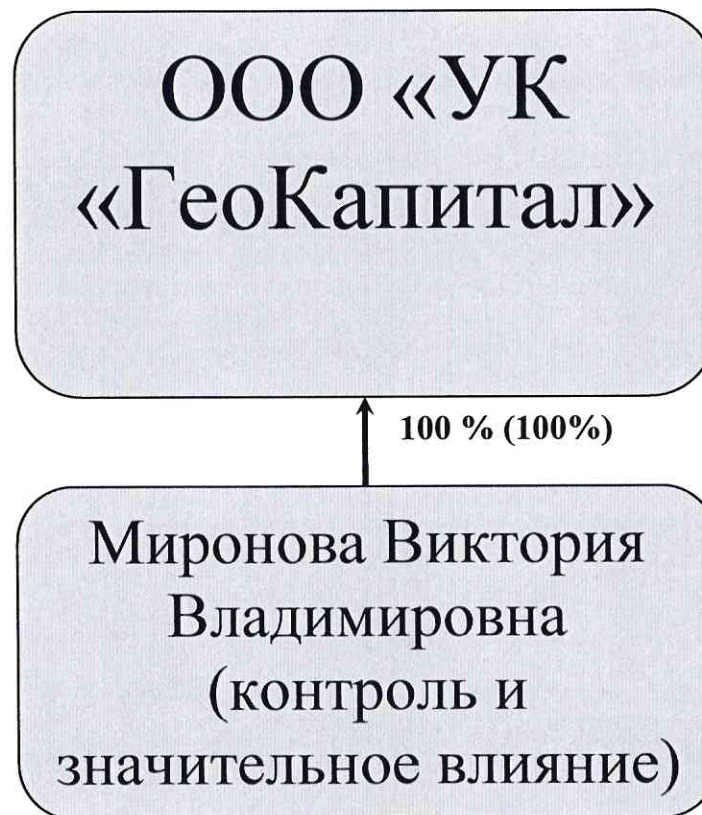 ООО «УК
«ГеоКапитал»
100 % (100%)
Миронова Виктория
Владимировна
(контроль и
значительное влияние)